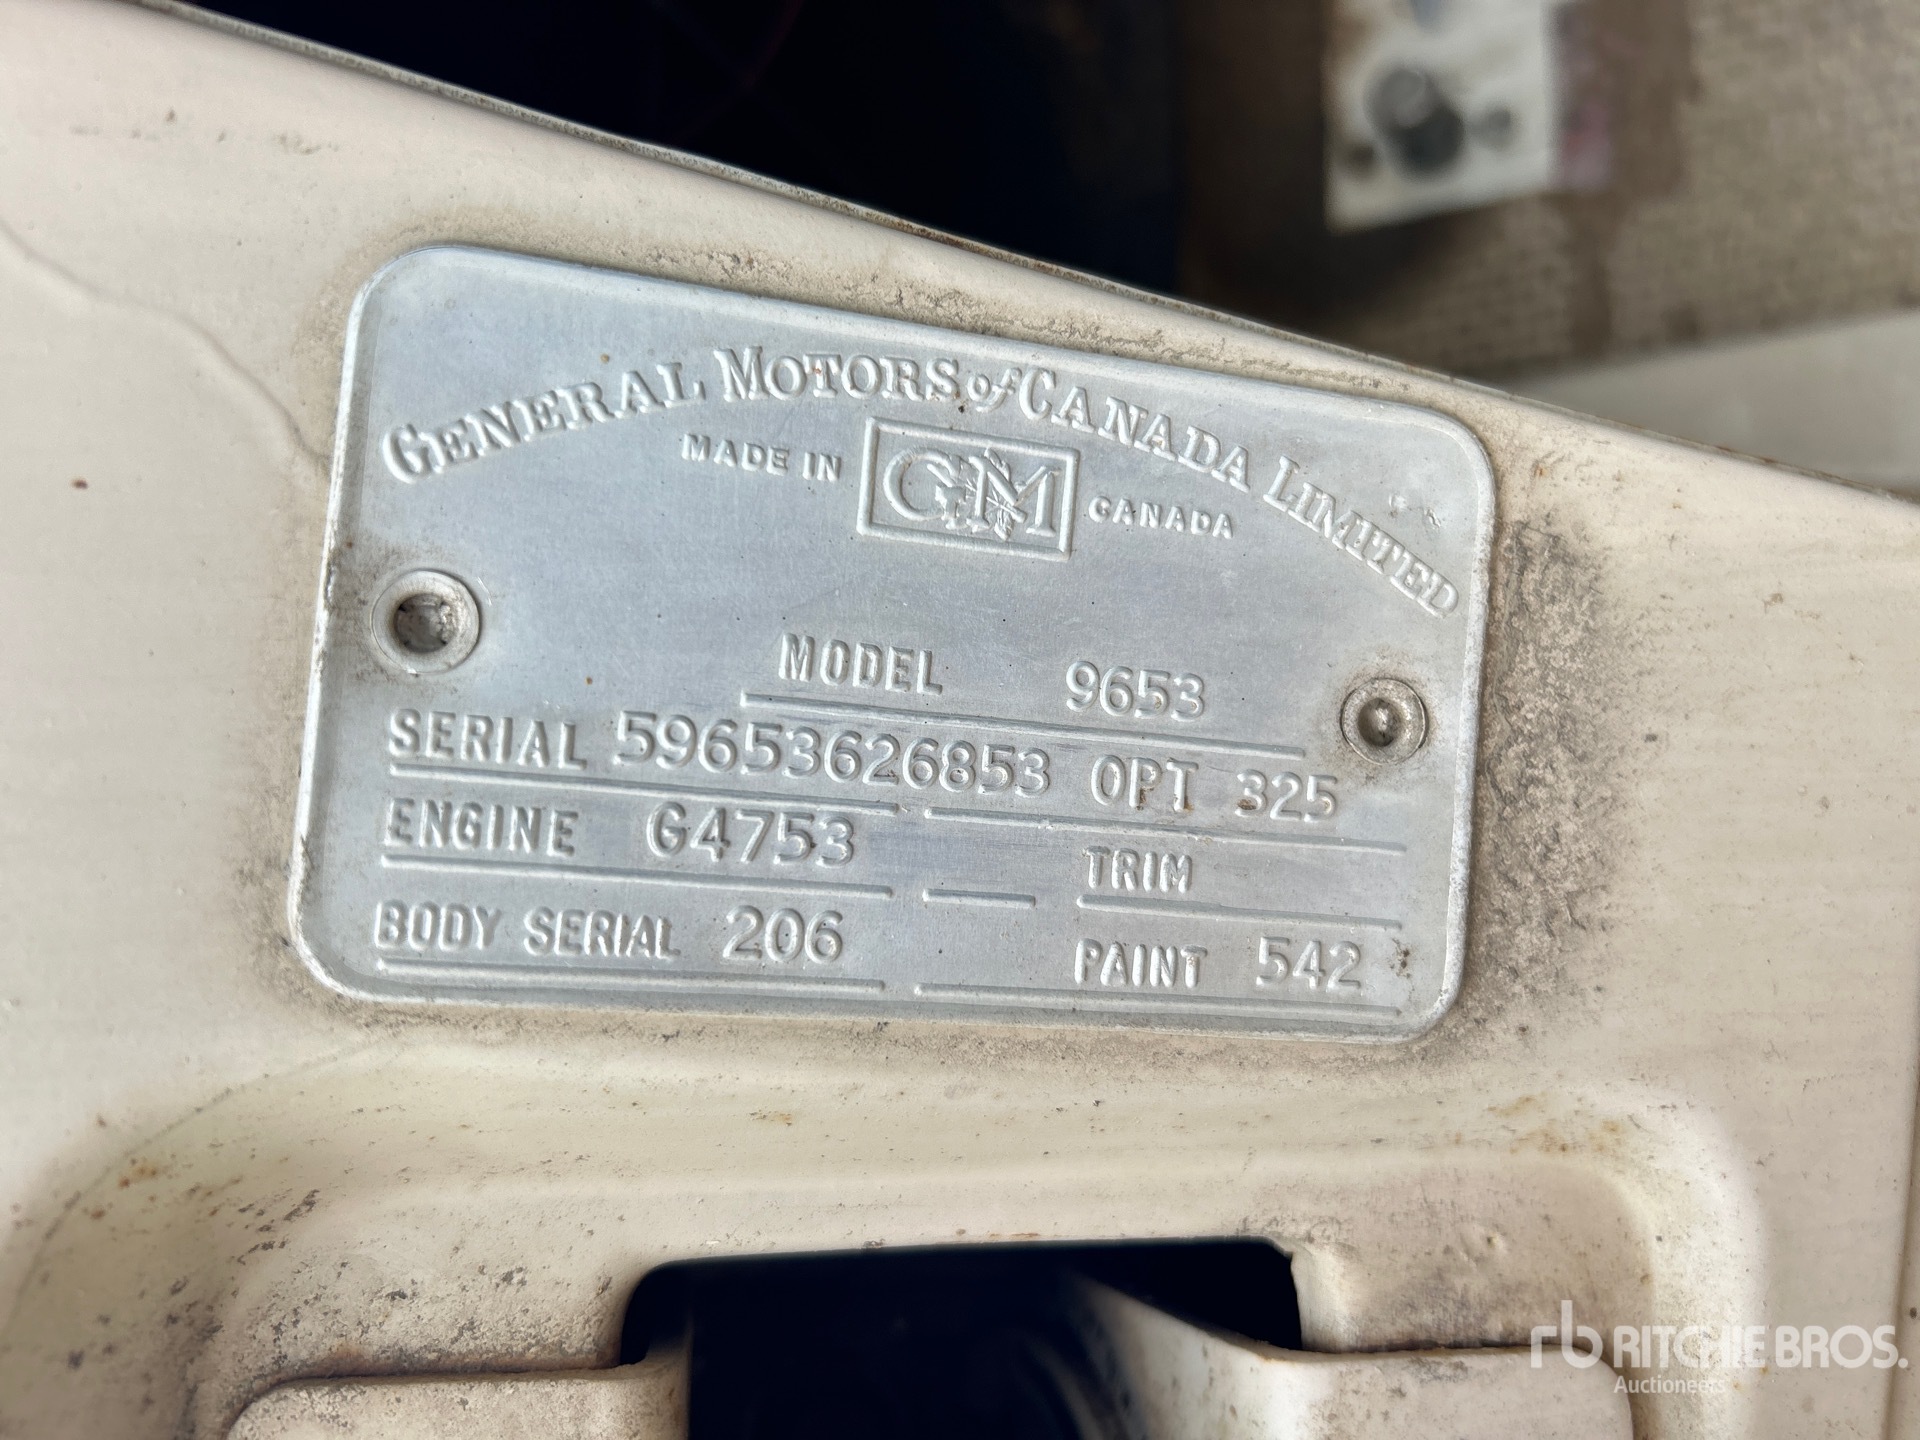 GENERAL MOTORS of CANADA LIMITED
MADE IN GM CANADA
MODEL 9653
SERIAL 59653626853 OPT 325
ENGINE G4753 TRIM
BODY SERIAL 206 PAINT 542
rb RITCHIE BROS.
Auctioneers